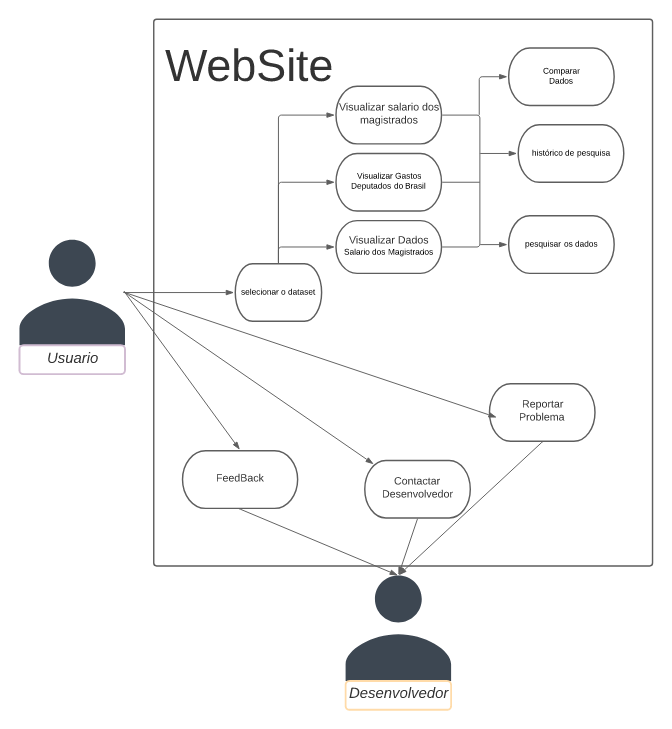 WebSite
Comparar
Dados
Visualizar salario dos
magistrados
histórico de pesquisa
Visualizar Gastos
Deputados do Brasil
Visualizar Dados
Salario dos Magistrados
pesquisar os dados
selecionar o dataset
Usuario
Reportar
Problema
FeedBack
Contactar
Desenvolvedor
Desenvolvedor